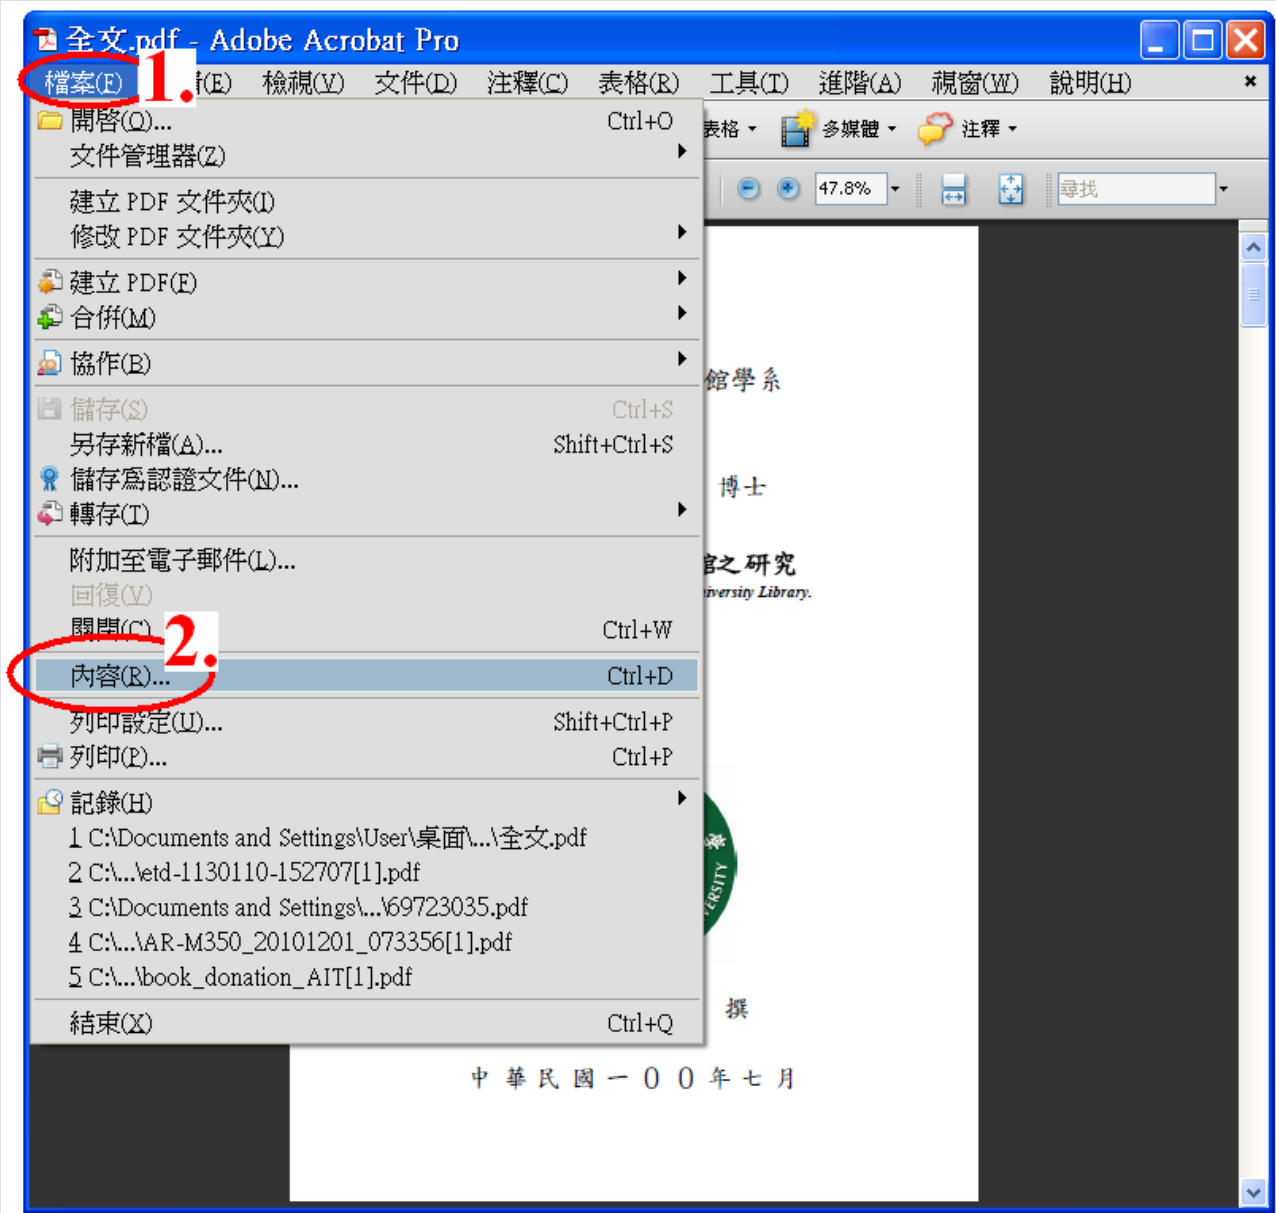 全文.pdf - Adobe Acrobat Pro
檔案(F) 1. (E) 檢視(V) 文件(D) 注釋(C) 表格(R) 工具(T) 進階(A) 視窗(W) 說明(H)
開啓(O)... Ctrl+O
表格 多媒體 注釋
文件管理器(Z)
47.8% 尋找
建立 PDF 文件夾(I)
修改 PDF 文件夾(Y)
建立 PDF(F)
合併(M)
協作(B)
館學系
儲存(S) Ctrl+S
另存新檔(A)... Shift+Ctrl+S
儲存爲認證文件(N)...
博士
轉存(T)
附加至電子郵件(L)...
館之研究
iversity Library.
回復(V)
關閉(C) Ctrl+W
2.
內容(R)... Ctrl+D
列印設定(U)... Shift+Ctrl+P
列印(P)... Ctrl+P
記錄(H)
1 C:\Documents and Settings\User\桌面\...\全文.pdf
學
2 C:\...\etd-1130110-152707[1].pdf
ERSITY
3 C:\Documents and Settings\...\69723035.pdf
4 C:\...\AR-M350_20101201_073356[1].pdf
5 C:\...\book_donation_AIT[1].pdf
撰
結束(X) Ctrl+Q
中華民國一00年七月